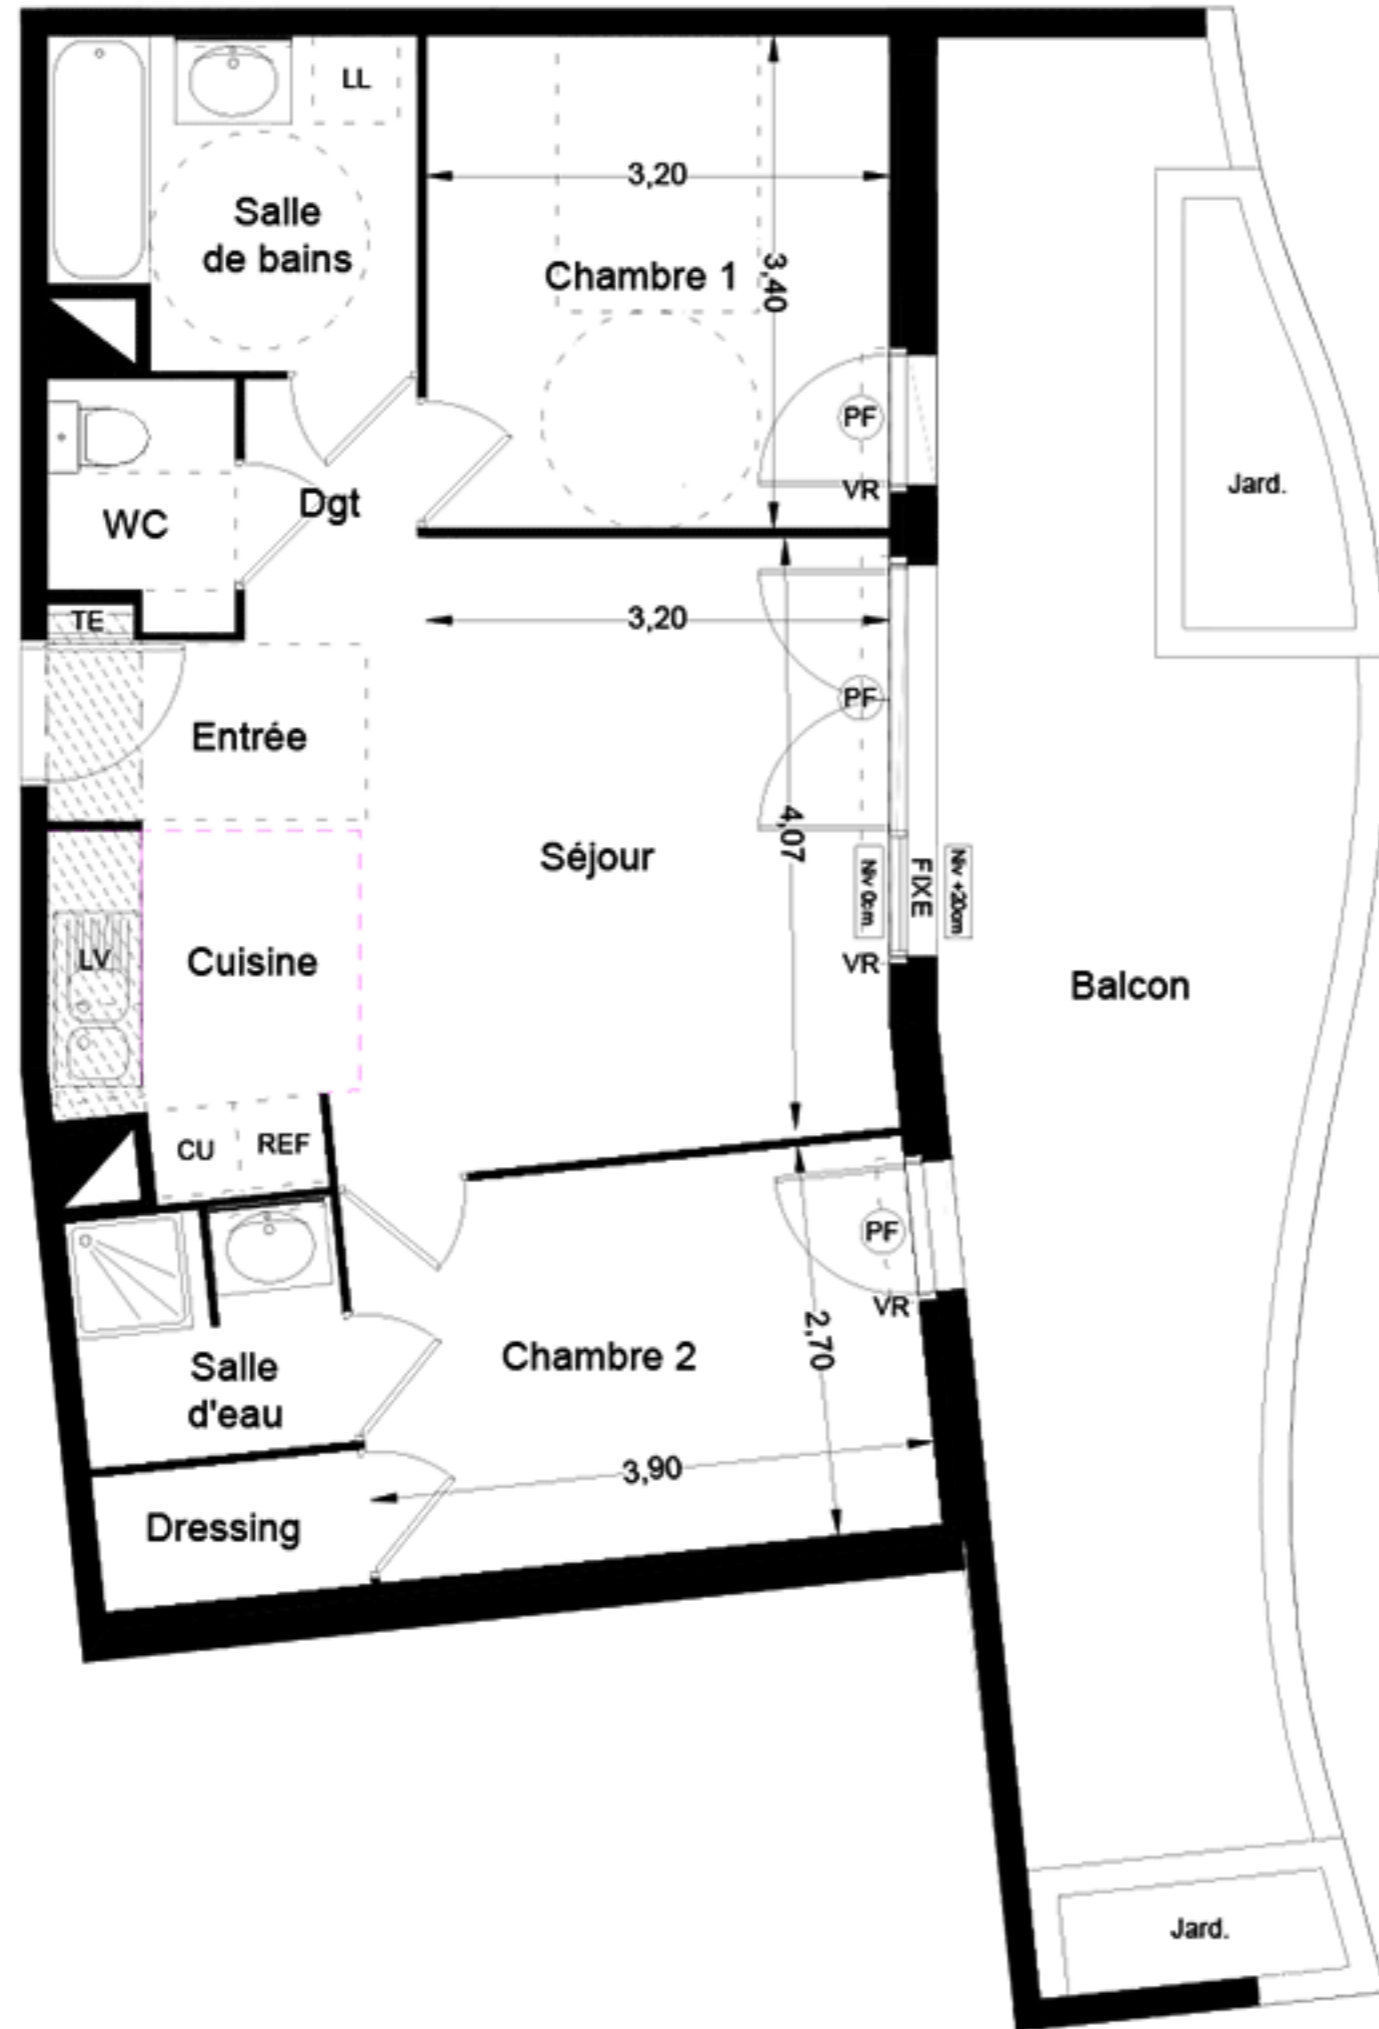 LL
3,20
Salle
de bains
Chambre 1
3,40
PF
VR
Jard.
WC
Dgt
TE
3,20
PF
Entrée
4,07
Séjour
Niv 0cm.
FIXE
Niv +20cm
LV
Cuisine
VR
Balcon
CU
REF
PF
VR
2,70
Chambre 2
Salle
d'eau
3,90
Dressing
Jard.